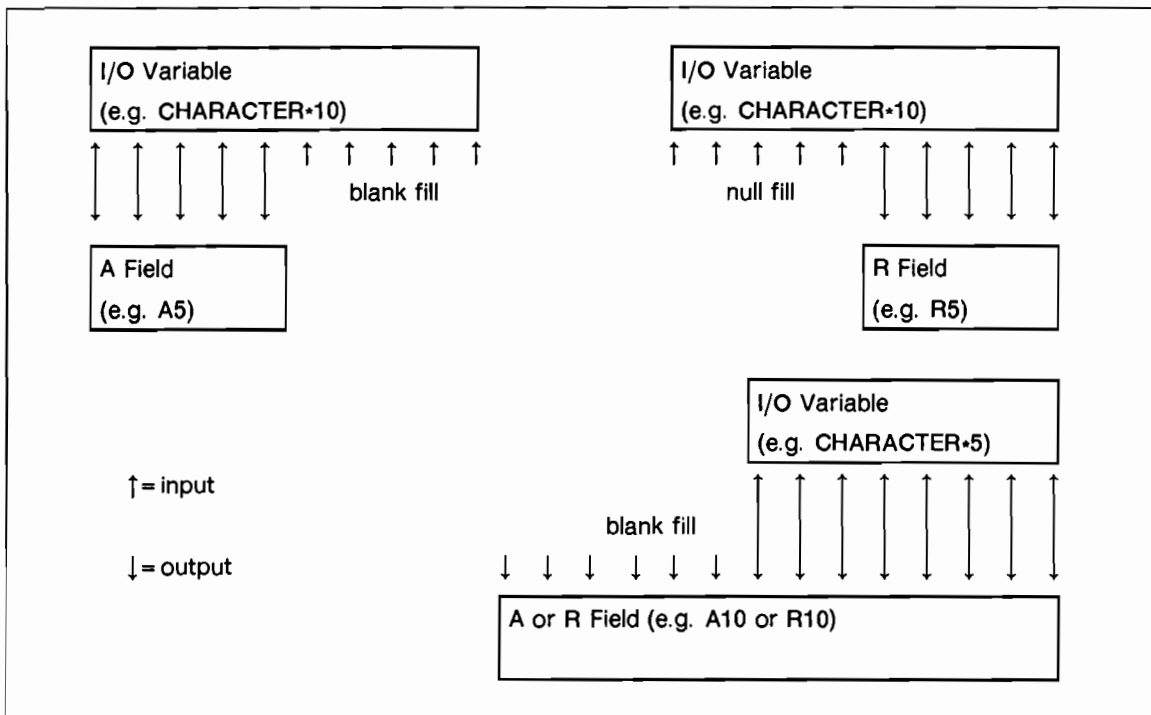 I/O Variable
(e.g. CHARACTER*10)
blank fill
A Field
(e.g. A5)
I/O Variable
(e.g. CHARACTER*10)
null fill
R Field
(e.g. R5)
↑= input
↓= output
I/O Variable
(e.g. CHARACTER*5)
blank fill
A or R Field (e.g. A10 or R10)